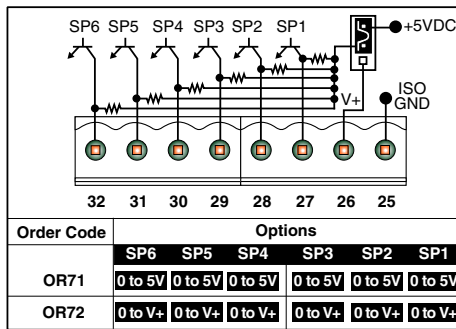 SP6 SP5 SP4 SP3 SP2 SP1 +5VDC
V+ ISO
GND
32 31 30 29 28 27 26 25
Order Code Options
SP6 SP5 SP4 SP3 SP2 SP1
OR71 0 to 5V 0 to 5V 0 to 5V 0 to 5V 0 to 5V 0 to 5V
OR72 0 to V+ 0 to V+ 0 to V+ 0 to V+ 0 to V+ 0 to V+